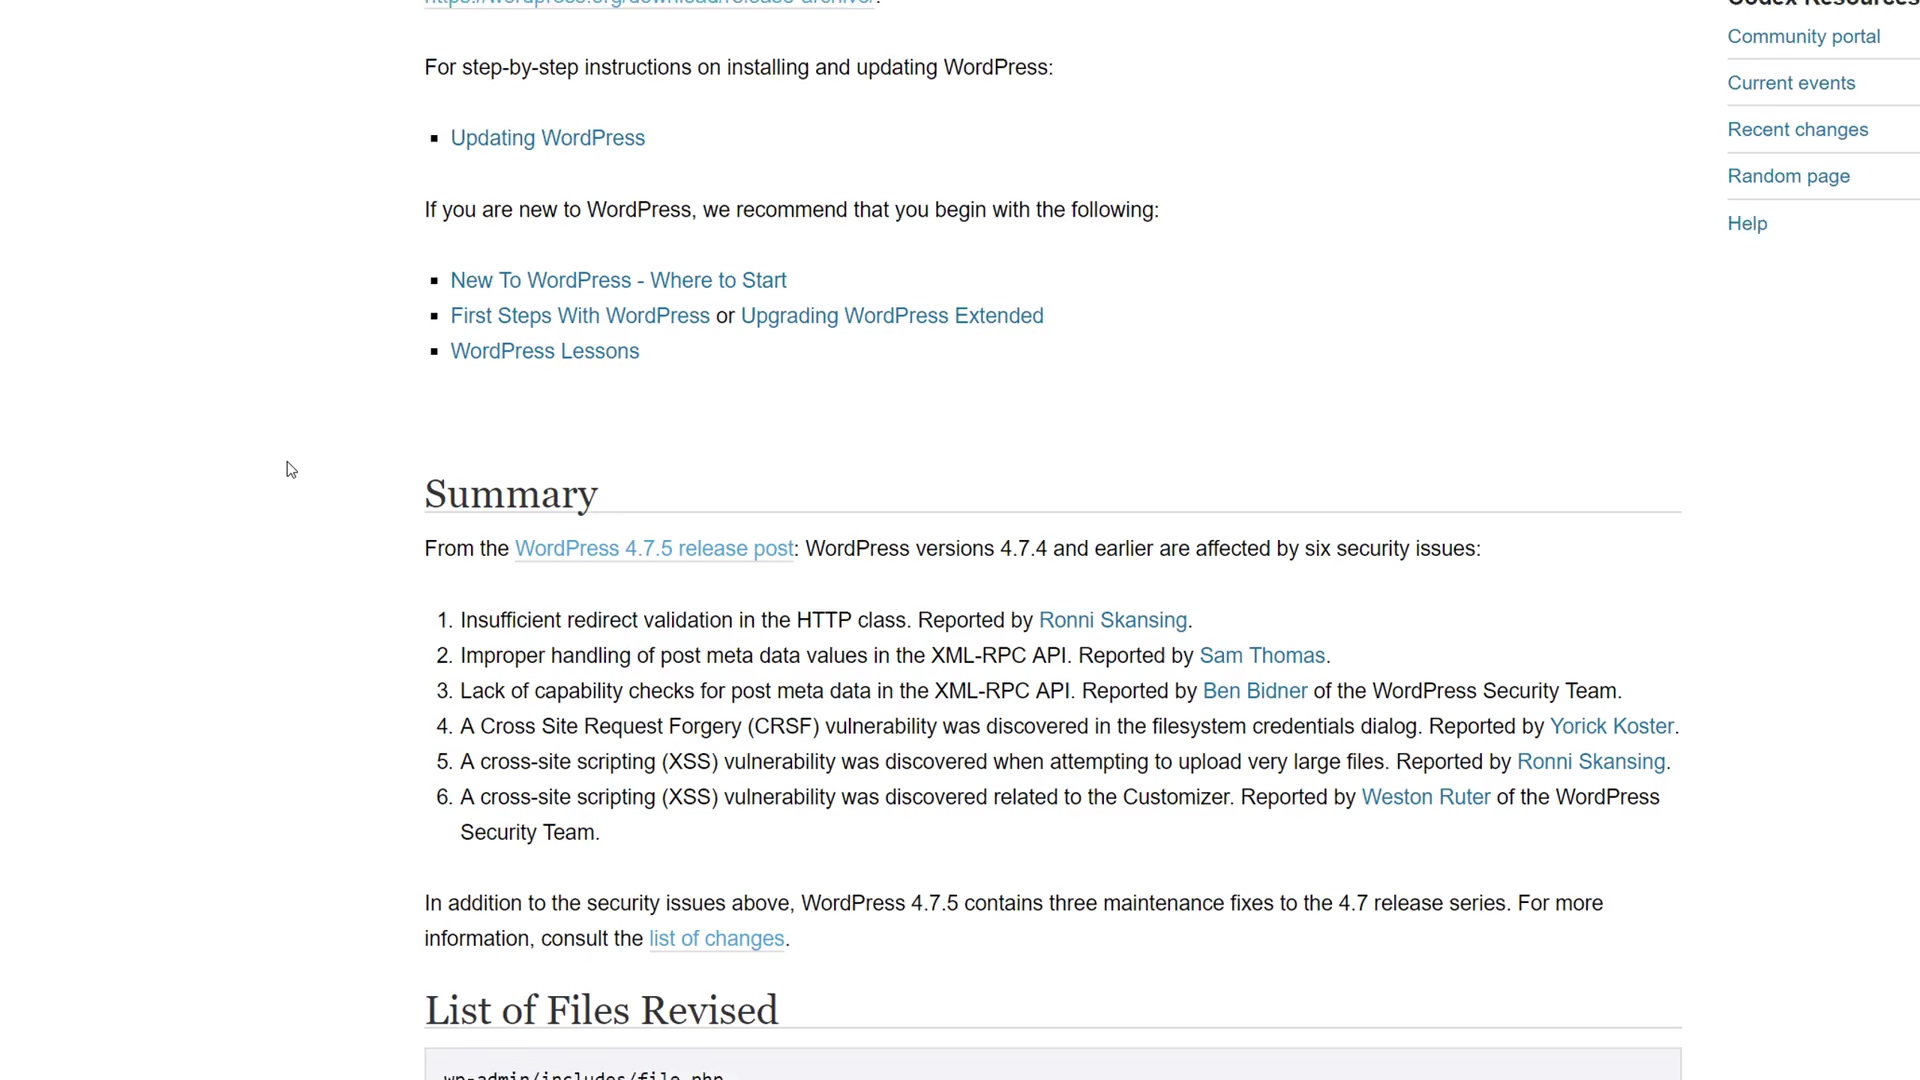 https://wordpress.org/download/release-archive/.
For step-by-step instructions on installing and updating WordPress:
▪ Updating WordPress
If you are new to WordPress, we recommend that you begin with the following:
▪ New To WordPress - Where to Start
▪ First Steps With WordPress or Upgrading WordPress Extended
▪ WordPress Lessons
Summary
From the WordPress 4.7.5 release post: WordPress versions 4.7.4 and earlier are affected by six security issues:
1. Insufficient redirect validation in the HTTP class. Reported by Ronni Skansing.
2. Improper handling of post meta data values in the XML-RPC API. Reported by Sam Thomas.
3. Lack of capability checks for post meta data in the XML-RPC API. Reported by Ben Bidner of the WordPress Security Team.
4. A Cross Site Request Forgery (CRSF) vulnerability was discovered in the filesystem credentials dialog. Reported by Yorick Koster.
5. A cross-site scripting (XSS) vulnerability was discovered when attempting to upload very large files. Reported by Ronni Skansing.
6. A cross-site scripting (XSS) vulnerability was discovered related to the Customizer. Reported by Weston Ruter of the WordPress
Security Team.
In addition to the security issues above, WordPress 4.7.5 contains three maintenance fixes to the 4.7 release series. For more
information, consult the list of changes.
List of Files Revised
wp-admin/includes/file.php
Codex Resources
Community portal
Current events
Recent changes
Random page
Help